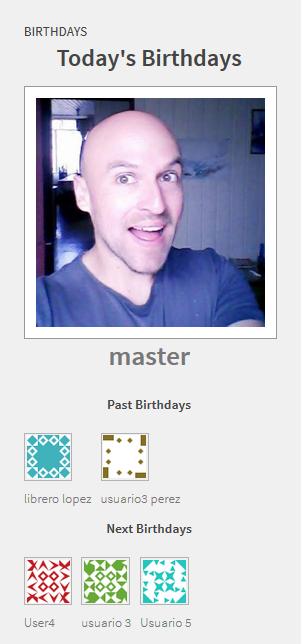 BIRTHDAYS
Today's Birthdays
master
Past Birthdays
librero lopez usuario3 perez
Next Birthdays
User4 usuario 3 Usuario 5